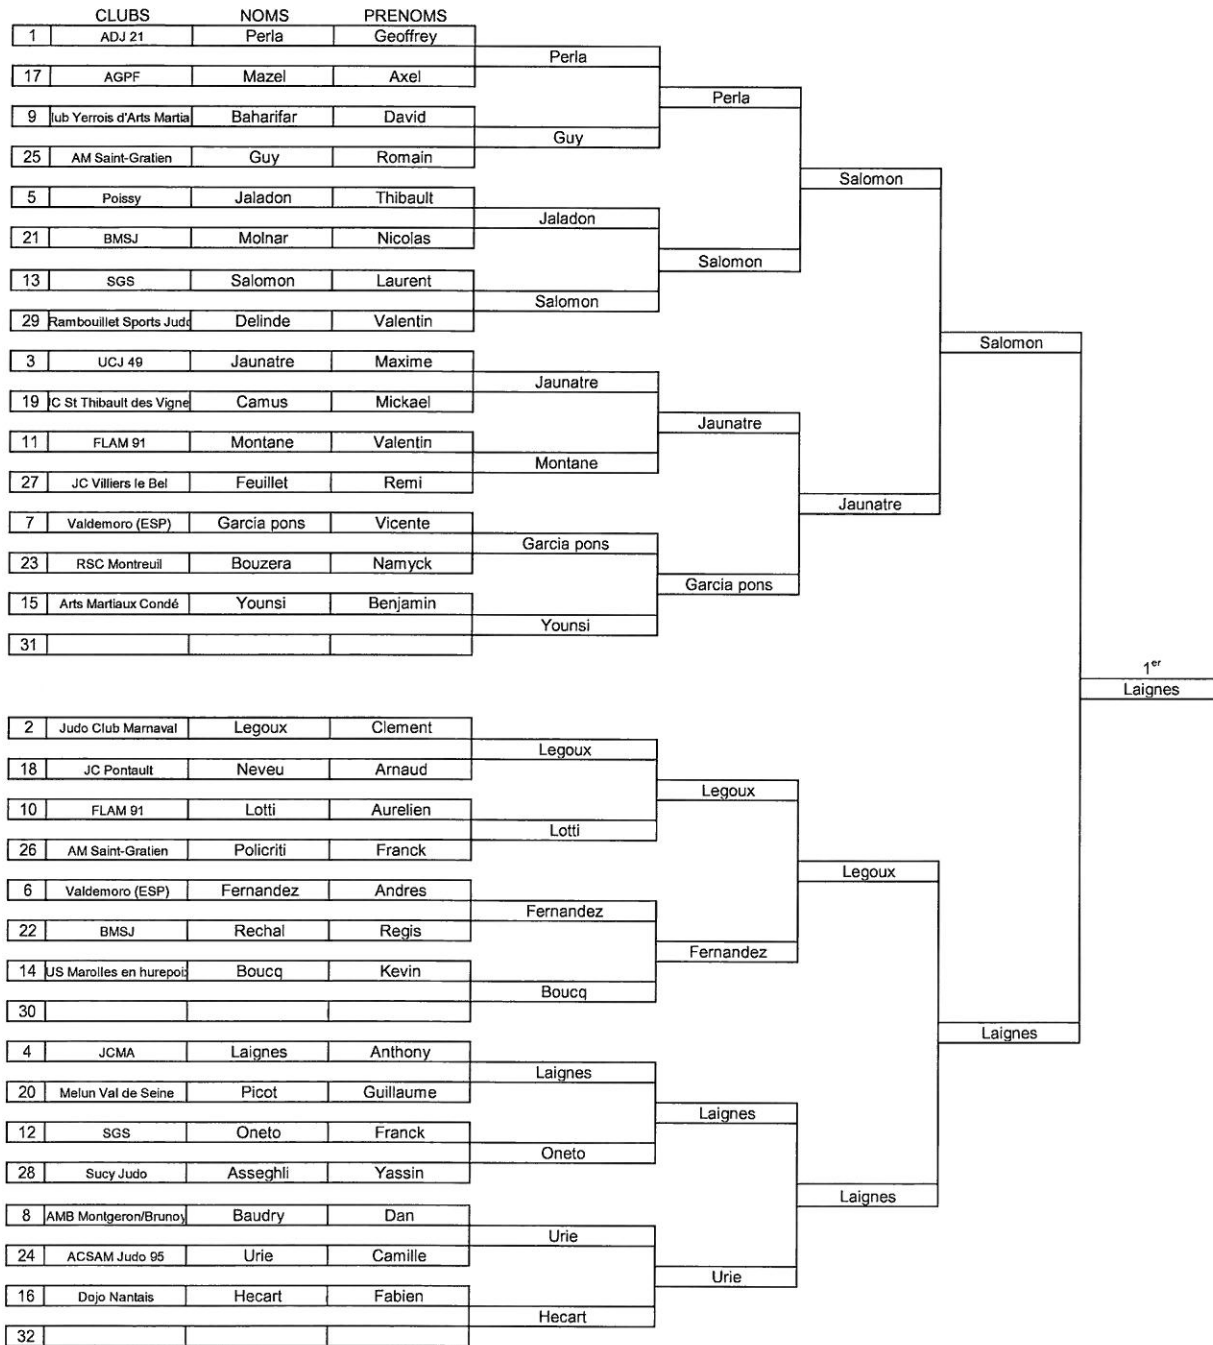 CLUBS NOMS PRENOMS
1 ADJ 21 Perla Geoffrey
Perla
17 AGPF Mazel Axel
Perla
9 lub Yerrois d'Arts Martia Baharifar David
Guy
25 AM Saint-Gratien Guy Romain
Salomon
5 Poissy Jaladon Thibault
Jaladon
21 BMSJ Molnar Nicolas
Salomon
13 SGS Salomon Laurent
Salomon
29 Rambouillet Sports Judo Delinde Valentin
Salomon
3 UCJ 49 Jaunatre Maxime
Jaunatre
19 IC St Thibault des Vigne Camus Mickael
Jaunatre
11 FLAM 91 Montane Valentin
Montane
27 JC Villiers le Bel Feuillet Remi
Jaunatre
7 Valdemoro (ESP) Garcia pons Vicente
Garcia pons
23 RSC Montreuil Bouzera Namyck
Garcia pons
15 Arts Martiaux Condé Younsi Benjamin
Younsi
31
1er
Laignes
2 Judo Club Marnaval Legoux Clement
Legoux
18 JC Pontault Neveu Arnaud
Legoux
10 FLAM 91 Lotti Aurelien
Lotti
26 AM Saint-Gratien Policriti Franck
Legoux
6 Valdemoro (ESP) Fernandez Andres
Fernandez
22 BMSJ Rechal Regis
Fernandez
14 US Marolles en hurepoix Boucq Kevin
Boucq
30
Laignes
4 JCMA Laignes Anthony
Laignes
20 Melun Val de Seine Picot Guillaume
Laignes
12 SGS Oneto Franck
Oneto
28 Sucy Judo Asseghli Yassin
Laignes
8 AMB Montgeron/Brunoy Baudry Dan
Urie
24 ACSAM Judo 95 Urie Camille
Urie
16 Dojo Nantais Hecart Fabien
Hecart
32